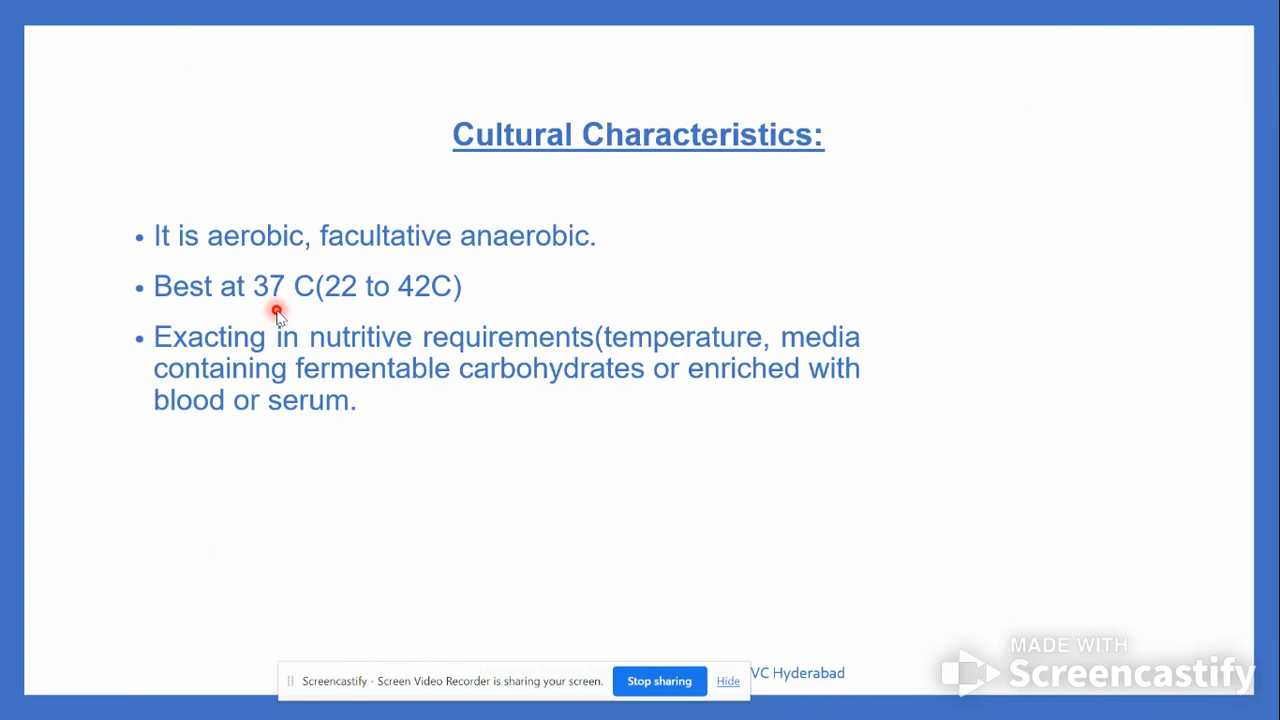 Cultural Characteristics:
• It is aerobic, facultative anaerobic.
• Best at 37 C(22 to 42C)
• Exacting in nutritive requirements(temperature, media
containing fermentable carbohydrates or enriched with
blood or serum.
MADE WITH
Screencastify
VC Hyderabad
Screencastify - Screen Video Recorder is sharing your screen.
Stop sharing
Hide